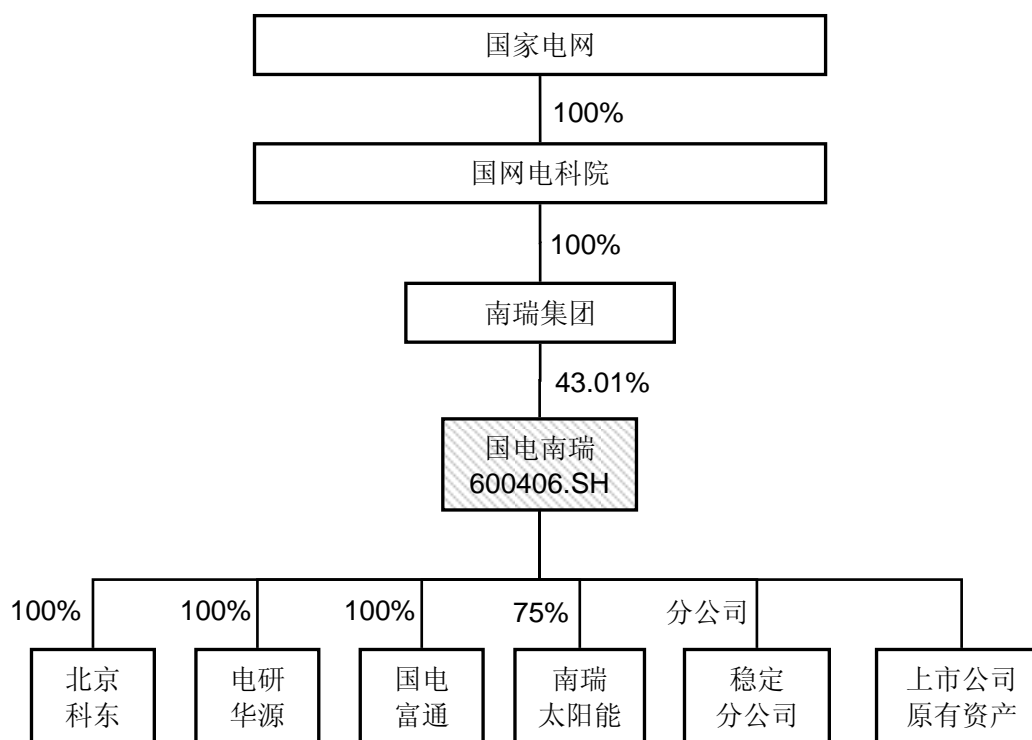 国家电网
100%
国网电科院
100%
南瑞集团
43.01%
国电南瑞
600406.SH
100%
100%
100%
75%
分公司
北京
科东
电研
华源
国电
富通
南瑞
太阳能
稳定
分公司
上市公司
原有资产